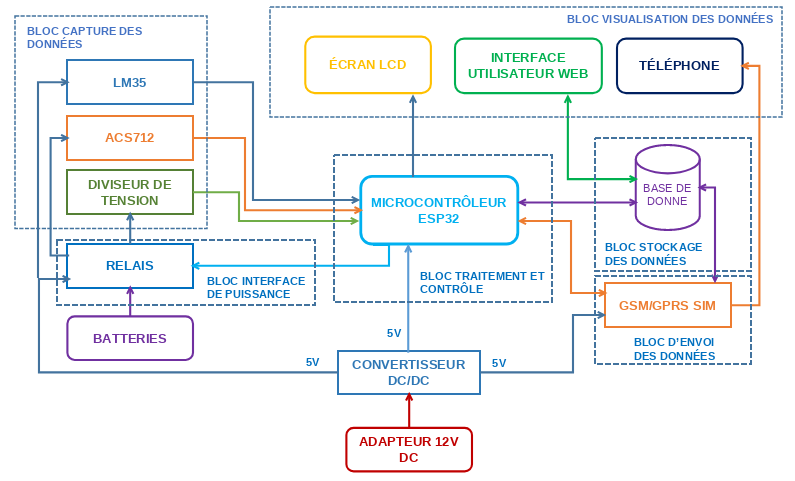 BLOC CAPTURE DES
DONNÉES
BLOC VISUALISATION DES DONNÉES
ÉCRAN LCD
INTERFACE
UTILISATEUR WEB
TÉLÉPHONE
LM35
ACS712
DIVISEUR DE
TENSION
MICROCONTRÔLEUR
ESP32
BASE DE
DONNE
BLOC STOCKAGE
DES DONNÉES
RELAIS
BLOC INTERFACE
DE PUISSANCE
BLOC TRAITEMENT ET
CONTRÔLE
GSM/GPRS SIM
BLOC D'ENVOI
DES DONNÉES
BATTERIES
5V
5V
5V
CONVERTISSEUR
DC/DC
ADAPTEUR 12V
DC